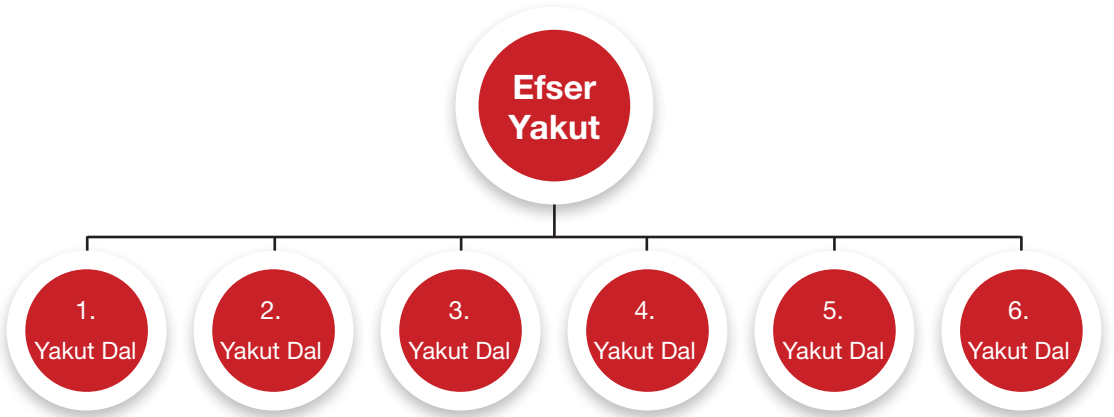 Efser
Yakut
1.
Yakut Dal
2.
Yakut Dal
3.
Yakut Dal
4.
Yakut Dal
5.
Yakut Dal
6.
Yakut Dal